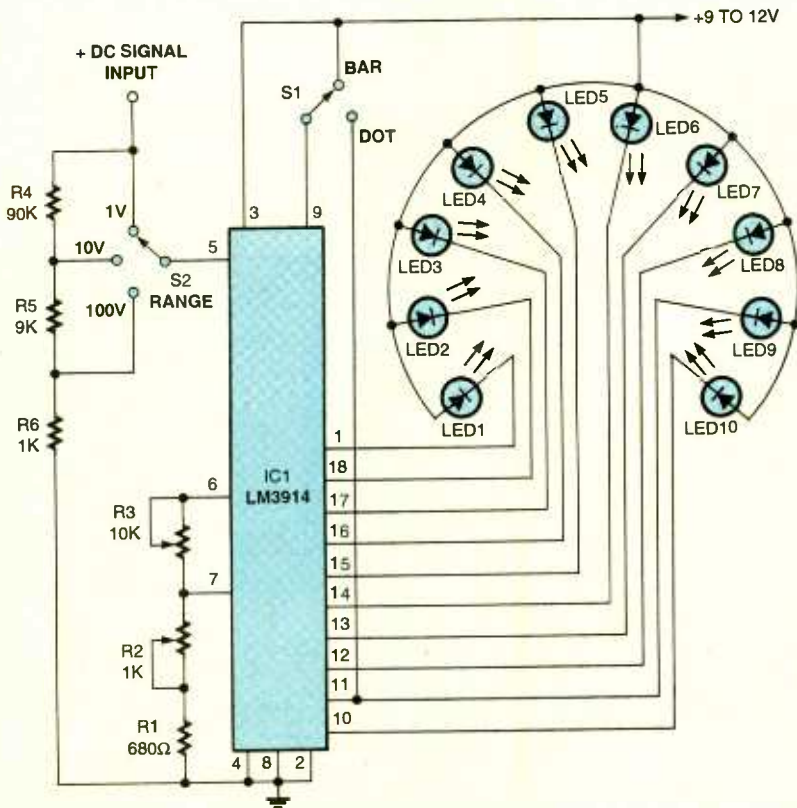 +9 TO 12V
+ DC SIGNAL
INPUT
S1
BAR
DOT
LED5
LED6
LED4
LED7
LED3
LED8
LED2
LED9
LED1
LED10
R4
90K
1V
10V
100V
S2
RANGE
R5
9K
R6
1K
3
9
5
6
7
R3
10K
R2
1K
R1
680Ω
IC1
LM3914
1
18
17
16
15
14
13
12
11
10
4
8
2